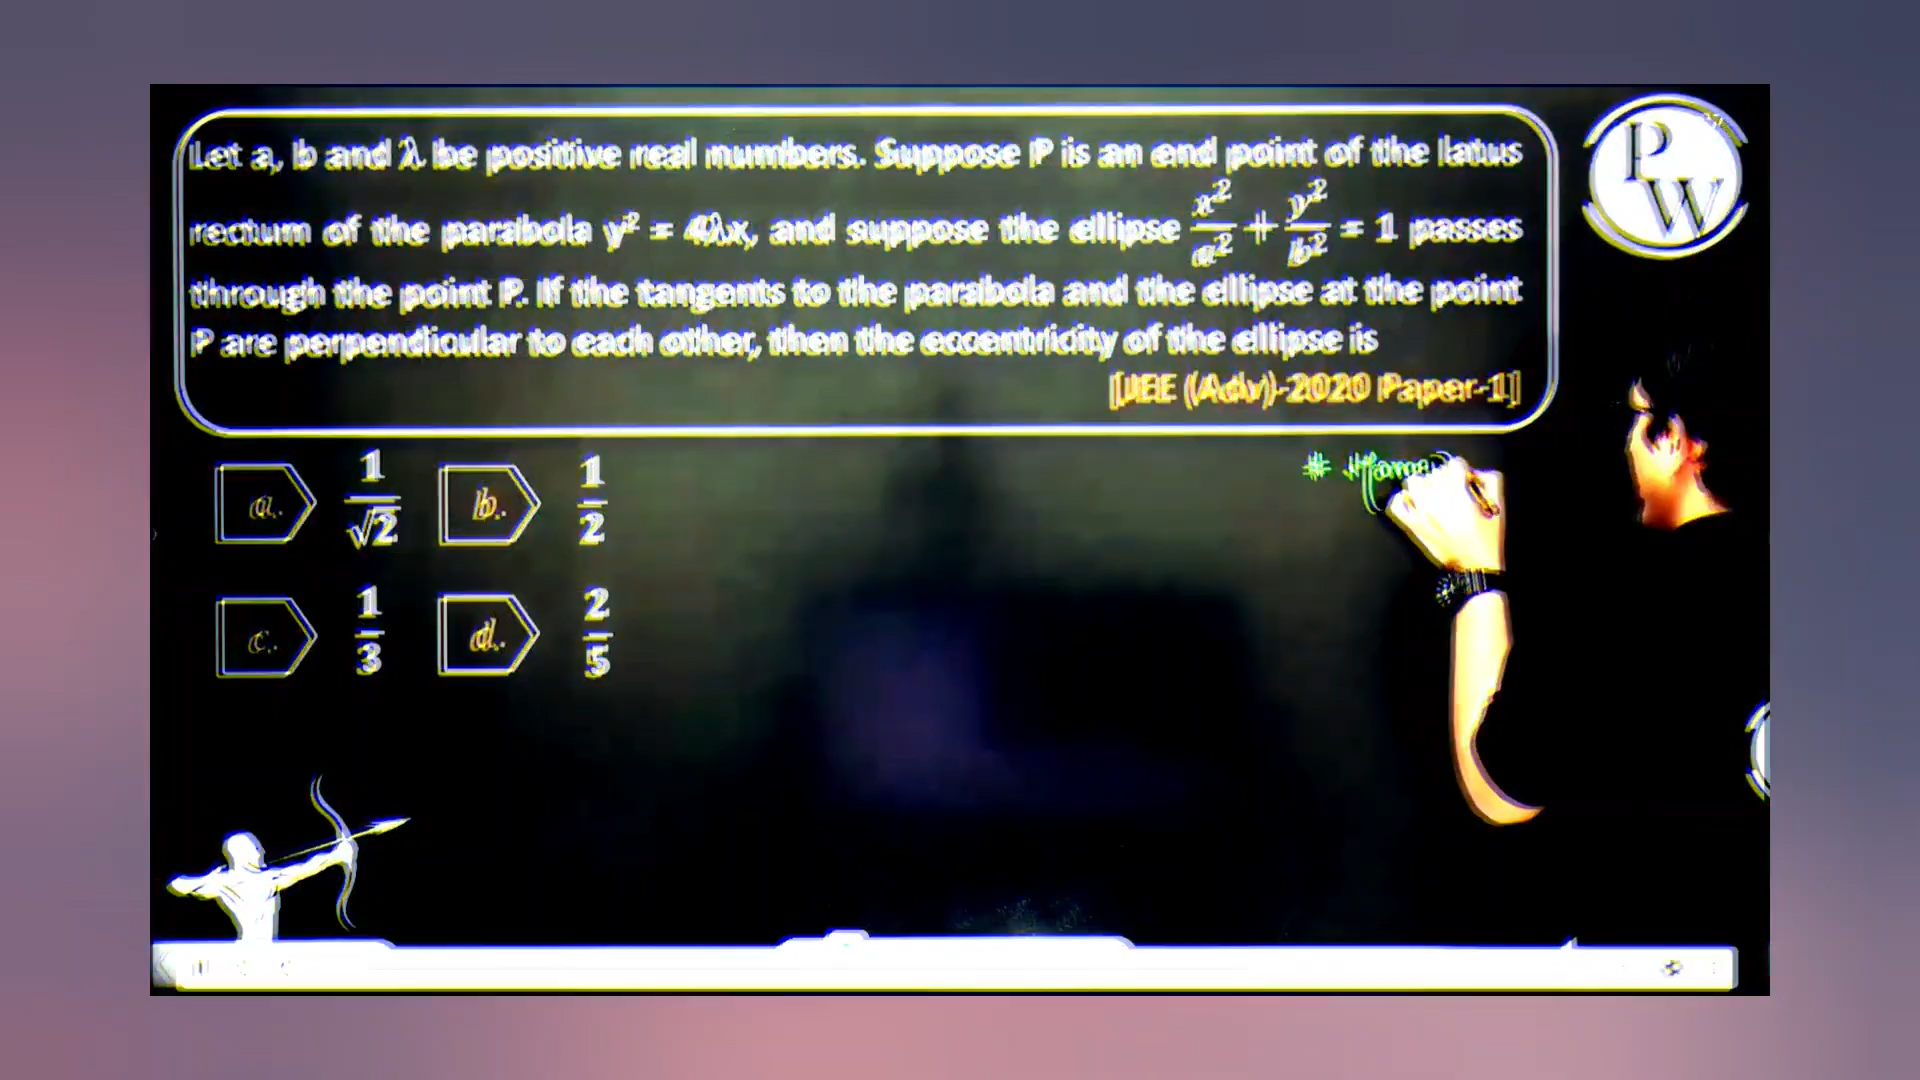 P
W
Let a, b and λ be positive real numbers. Suppose P is an end point of the latus
rectum of the parabola y² = 4λx, and suppose the ellipse x²/a² + y²/b² = 1 passes
through the point P. If the tangents to the parabola and the ellipse at the point
P are perpendicular to each other, then the eccentricity of the ellipse is
[JEE (Adv)-2020 Paper-1]
# Home
a. 1/√2 b. 1/2
c. 1/3 d. 2/5